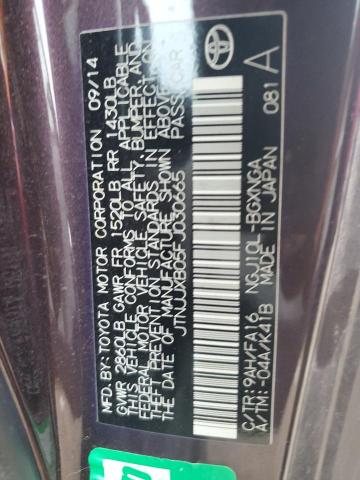 MFD.BY:TOYOTA MOTOR CORPORATION 09/14
GVWR 2860LB GAWR FR 1520LB RR 1430LB
THIS VEHICLE CONFORMS TO ALL APPLICABLE
FEDERAL MOTOR VEHICLE SAFETY, BUMPER, AND
THEFT PREVENTION STANDARDS IN EFFECT ON
THE DATE OF MANUFACTURE SHOWN ABOVE.
JTNJJXB05FJ030665 PASS.CAR
C/TR:9AH/FA16 NGJ10L-BGXNGA
A/TM:-04A/K41B MADE IN JAPAN 081
A